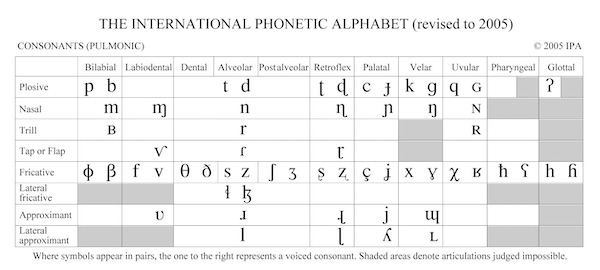 THE INTERNATIONAL PHONETIC ALPHABET (revised to 2005)
CONSONANTS (PULMONIC) © 2005 IPA
Bilabial Labiodental Dental Alveolar Postalveolar Retroflex Palatal Velar Uvular Pharyngeal Glottal
Plosive p b t d ʈ ɖ c ɟ k ɡ q ɢ ʔ
Nasal m ɱ n ɳ ɲ ŋ ɴ
Trill ʙ r ʀ
Tap or Flap ⱱ ɾ ɽ
Fricative ɸ β f v θ ð s z ʃ ʒ ʂ ʐ ç ʝ x ɣ χ ʁ ħ ʕ h ɦ
Lateral
fricative ɬ ɮ
Approximant ʋ ɹ ɻ j ɰ
Lateral
approximant l ɭ ʎ ʟ
Where symbols appear in pairs, the one to the right represents a voiced consonant. Shaded areas denote articulations judged impossible.